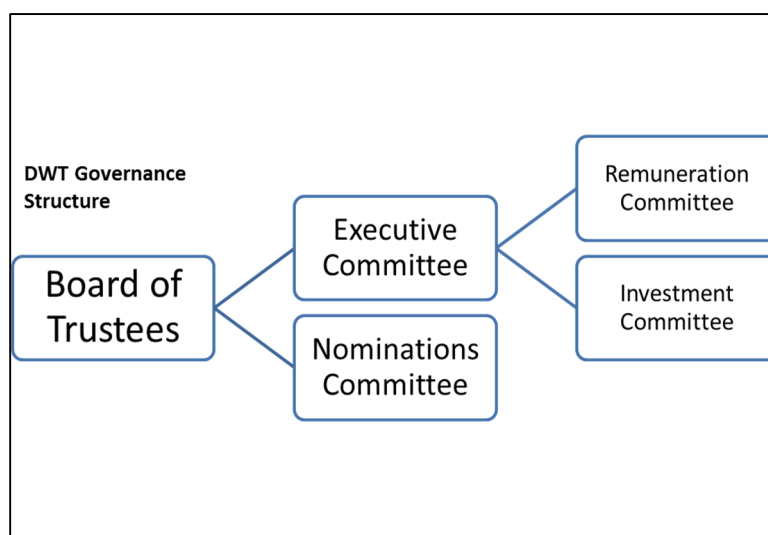 DWT Governance
Structure
Board of
Trustees
Executive
Committee
Nominations
Committee
Remuneration
Committee
Investment
Committee